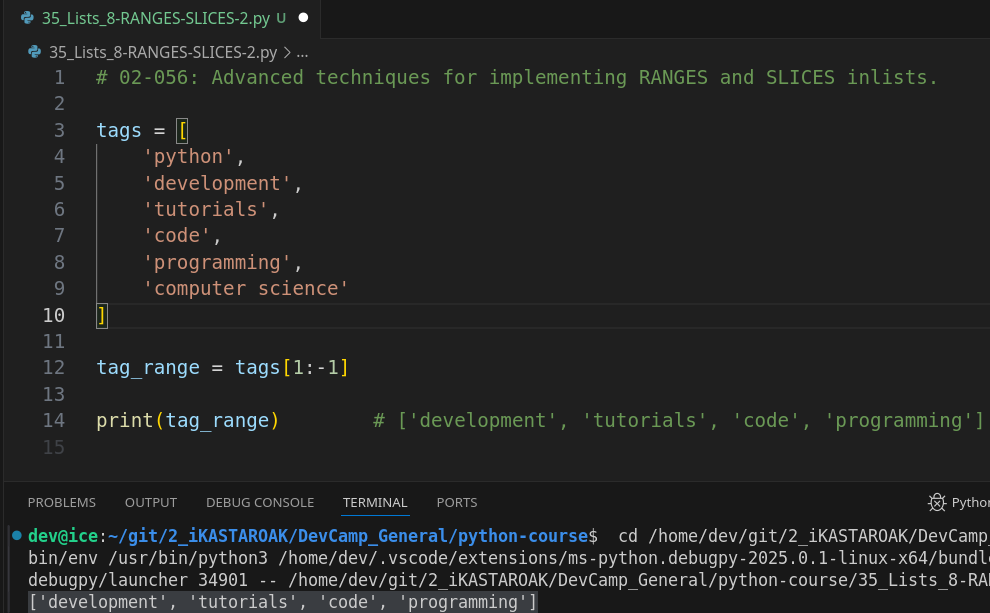 35_Lists_8-RANGES-SLICES-2.py U
35_Lists_8-RANGES-SLICES-2.py > ...
1 # 02-056: Advanced techniques for implementing RANGES and SLICES inlists.
2
3 tags = [
4 'python',
5 'development',
6 'tutorials',
7 'code',
8 'programming',
9 'computer science'
10 ]
11
12 tag_range = tags[1:-1]
13
14 print(tag_range) # ['development', 'tutorials', 'code', 'programming']
15
PROBLEMS OUTPUT DEBUG CONSOLE TERMINAL PORTS Python
dev@ice:~/git/2_iKASTAROAK/DevCamp_General/python-course$ cd /home/dev/git/2_iKASTAROAK/DevCamp_
bin/env /usr/bin/python3 /home/dev/.vscode/extensions/ms-python.debugpy-2025.0.1-linux-x64/bundle
debugpy/launcher 34901 -- /home/dev/git/2_iKASTAROAK/DevCamp_General/python-course/35_Lists_8-RA
['development', 'tutorials', 'code', 'programming']